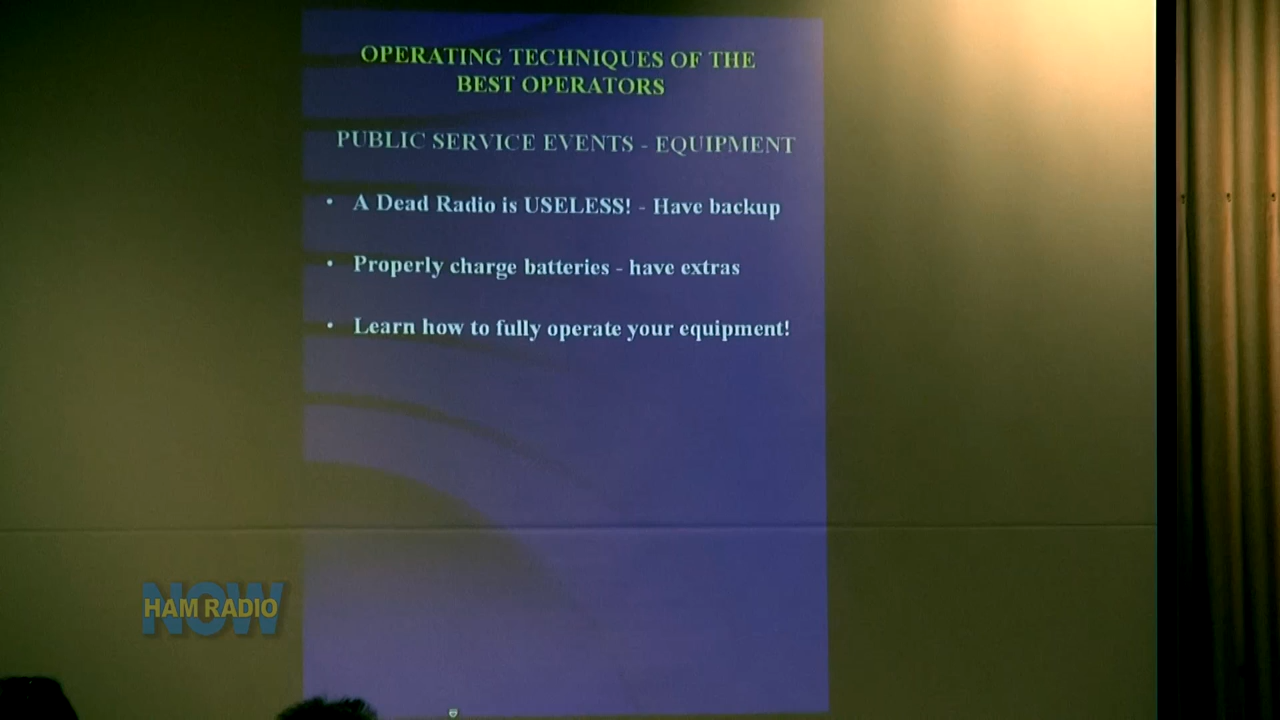 OPERATING TECHNIQUES OF THE
BEST OPERATORS
PUBLIC SERVICE EVENTS - EQUIPMENT
• A Dead Radio is USELESS! - Have backup
• Properly charge batteries - have extras
• Learn how to fully operate your equipment!
NOW
HAM RADIO